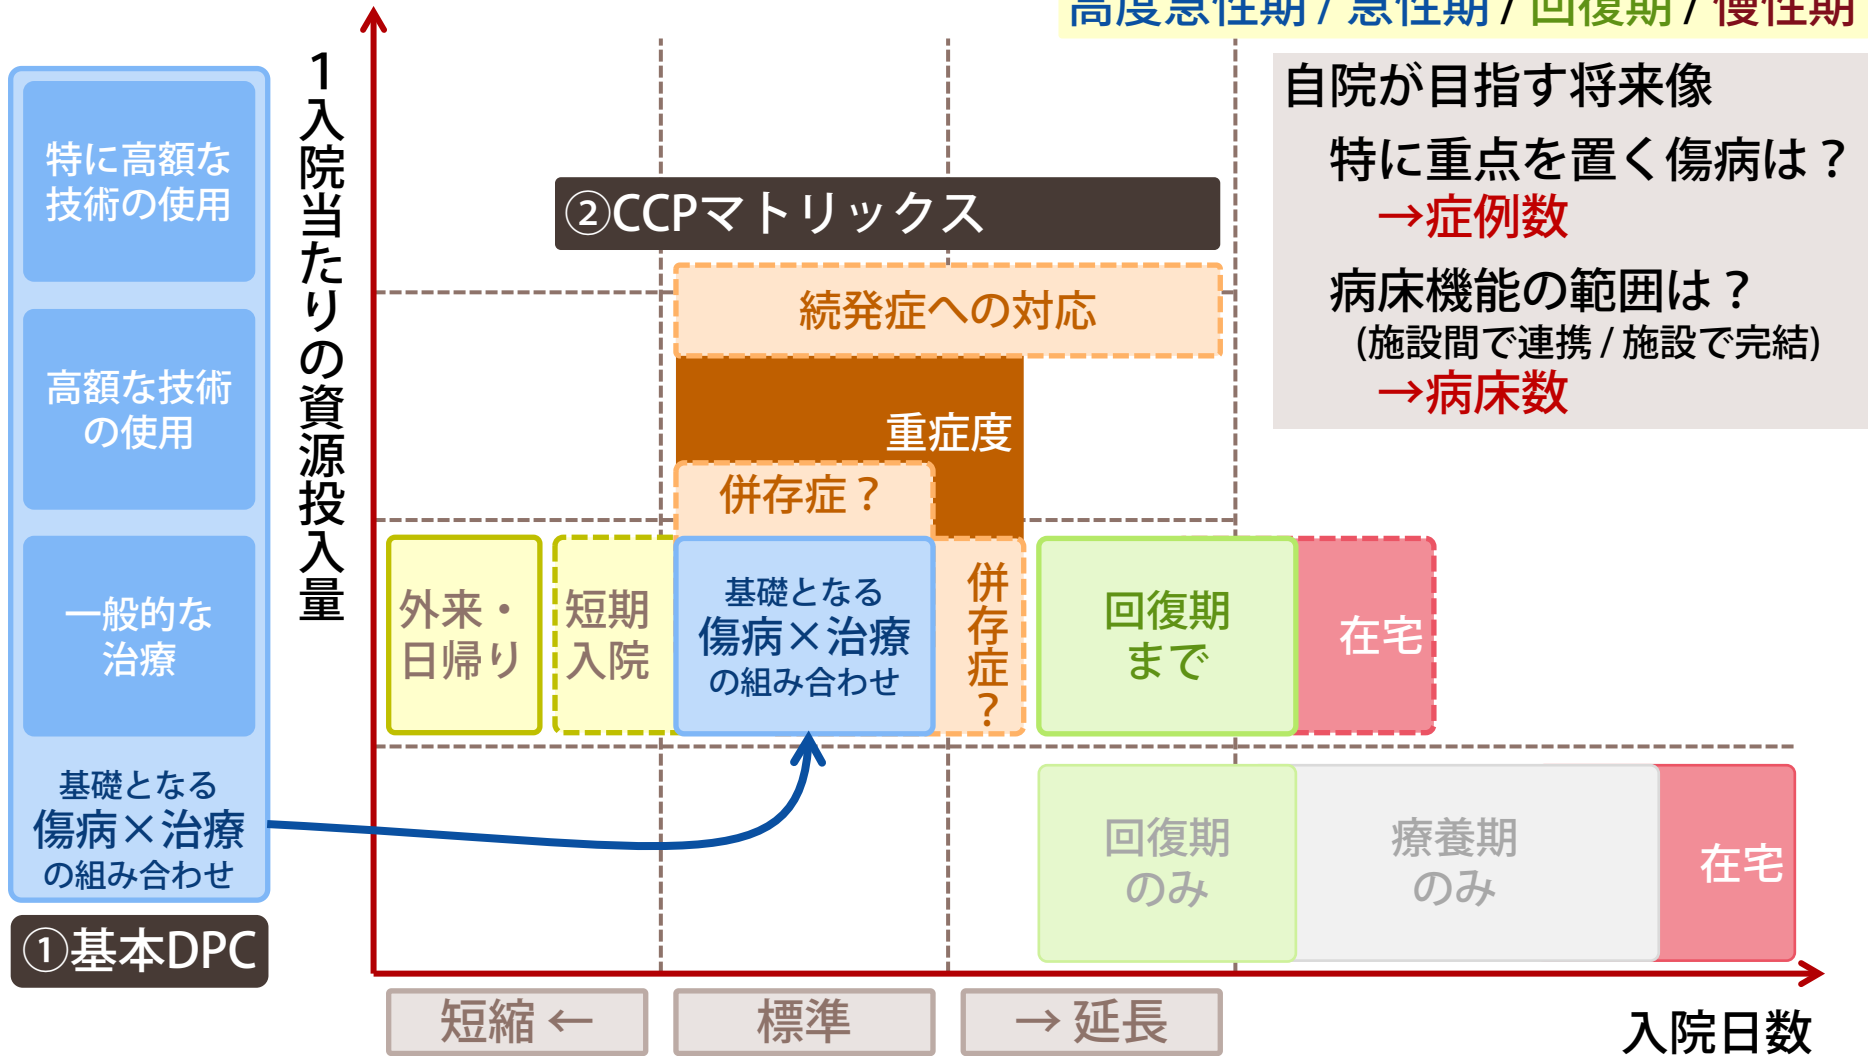 高度急性期 / 急性期 / 回復期 / 慢性期
自院が目指す将来像
特に重点を置く傷病は？
→症例数
病床機能の範囲は？
(施設間で連携 / 施設で完結)
→病床数
1入院当たりの資源投入量
特に高額な
技術の使用
高額な技術
の使用
一般的な
治療
基礎となる
傷病×治療
の組み合わせ
①基本DPC
②CCPマトリックス
続発症への対応
重症度
併存症？
外来・
日帰り
短期
入院
基礎となる
傷病×治療
の組み合わせ
併存症？
回復期
まで
在宅
回復期
のみ
療養期
のみ
在宅
短縮 ←
標準
→ 延長
入院日数